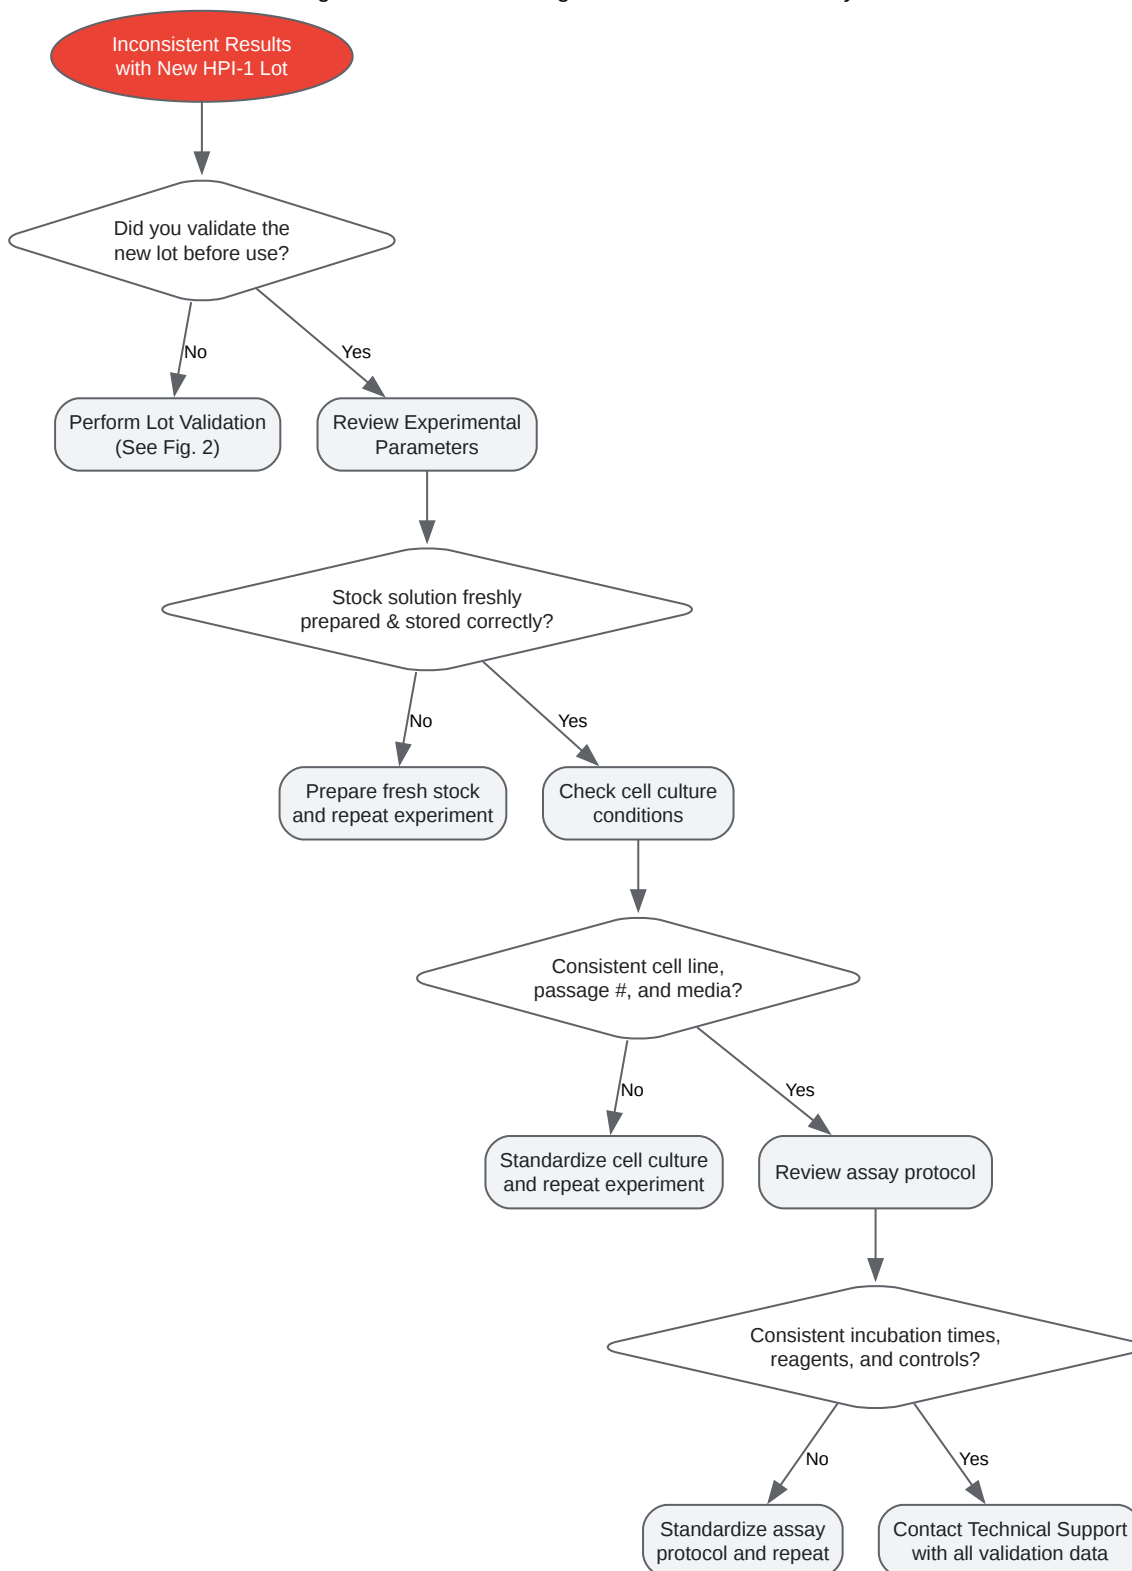 Inconsistent Results
with New HPI-1 Lot
Did you validate the
new lot before use?
No
Yes
Perform Lot Validation
(See Fig. 2)
Review Experimental
Parameters
Stock solution freshly
prepared & stored correctly?
No
Yes
Prepare fresh stock
and repeat experiment
Check cell culture
conditions
Consistent cell line,
passage #, and media?
No
Yes
Standardize cell culture
and repeat experiment
Review assay protocol
Consistent incubation times,
reagents, and controls?
No
Yes
Standardize assay
protocol and repeat
Contact Technical Support
with all validation data